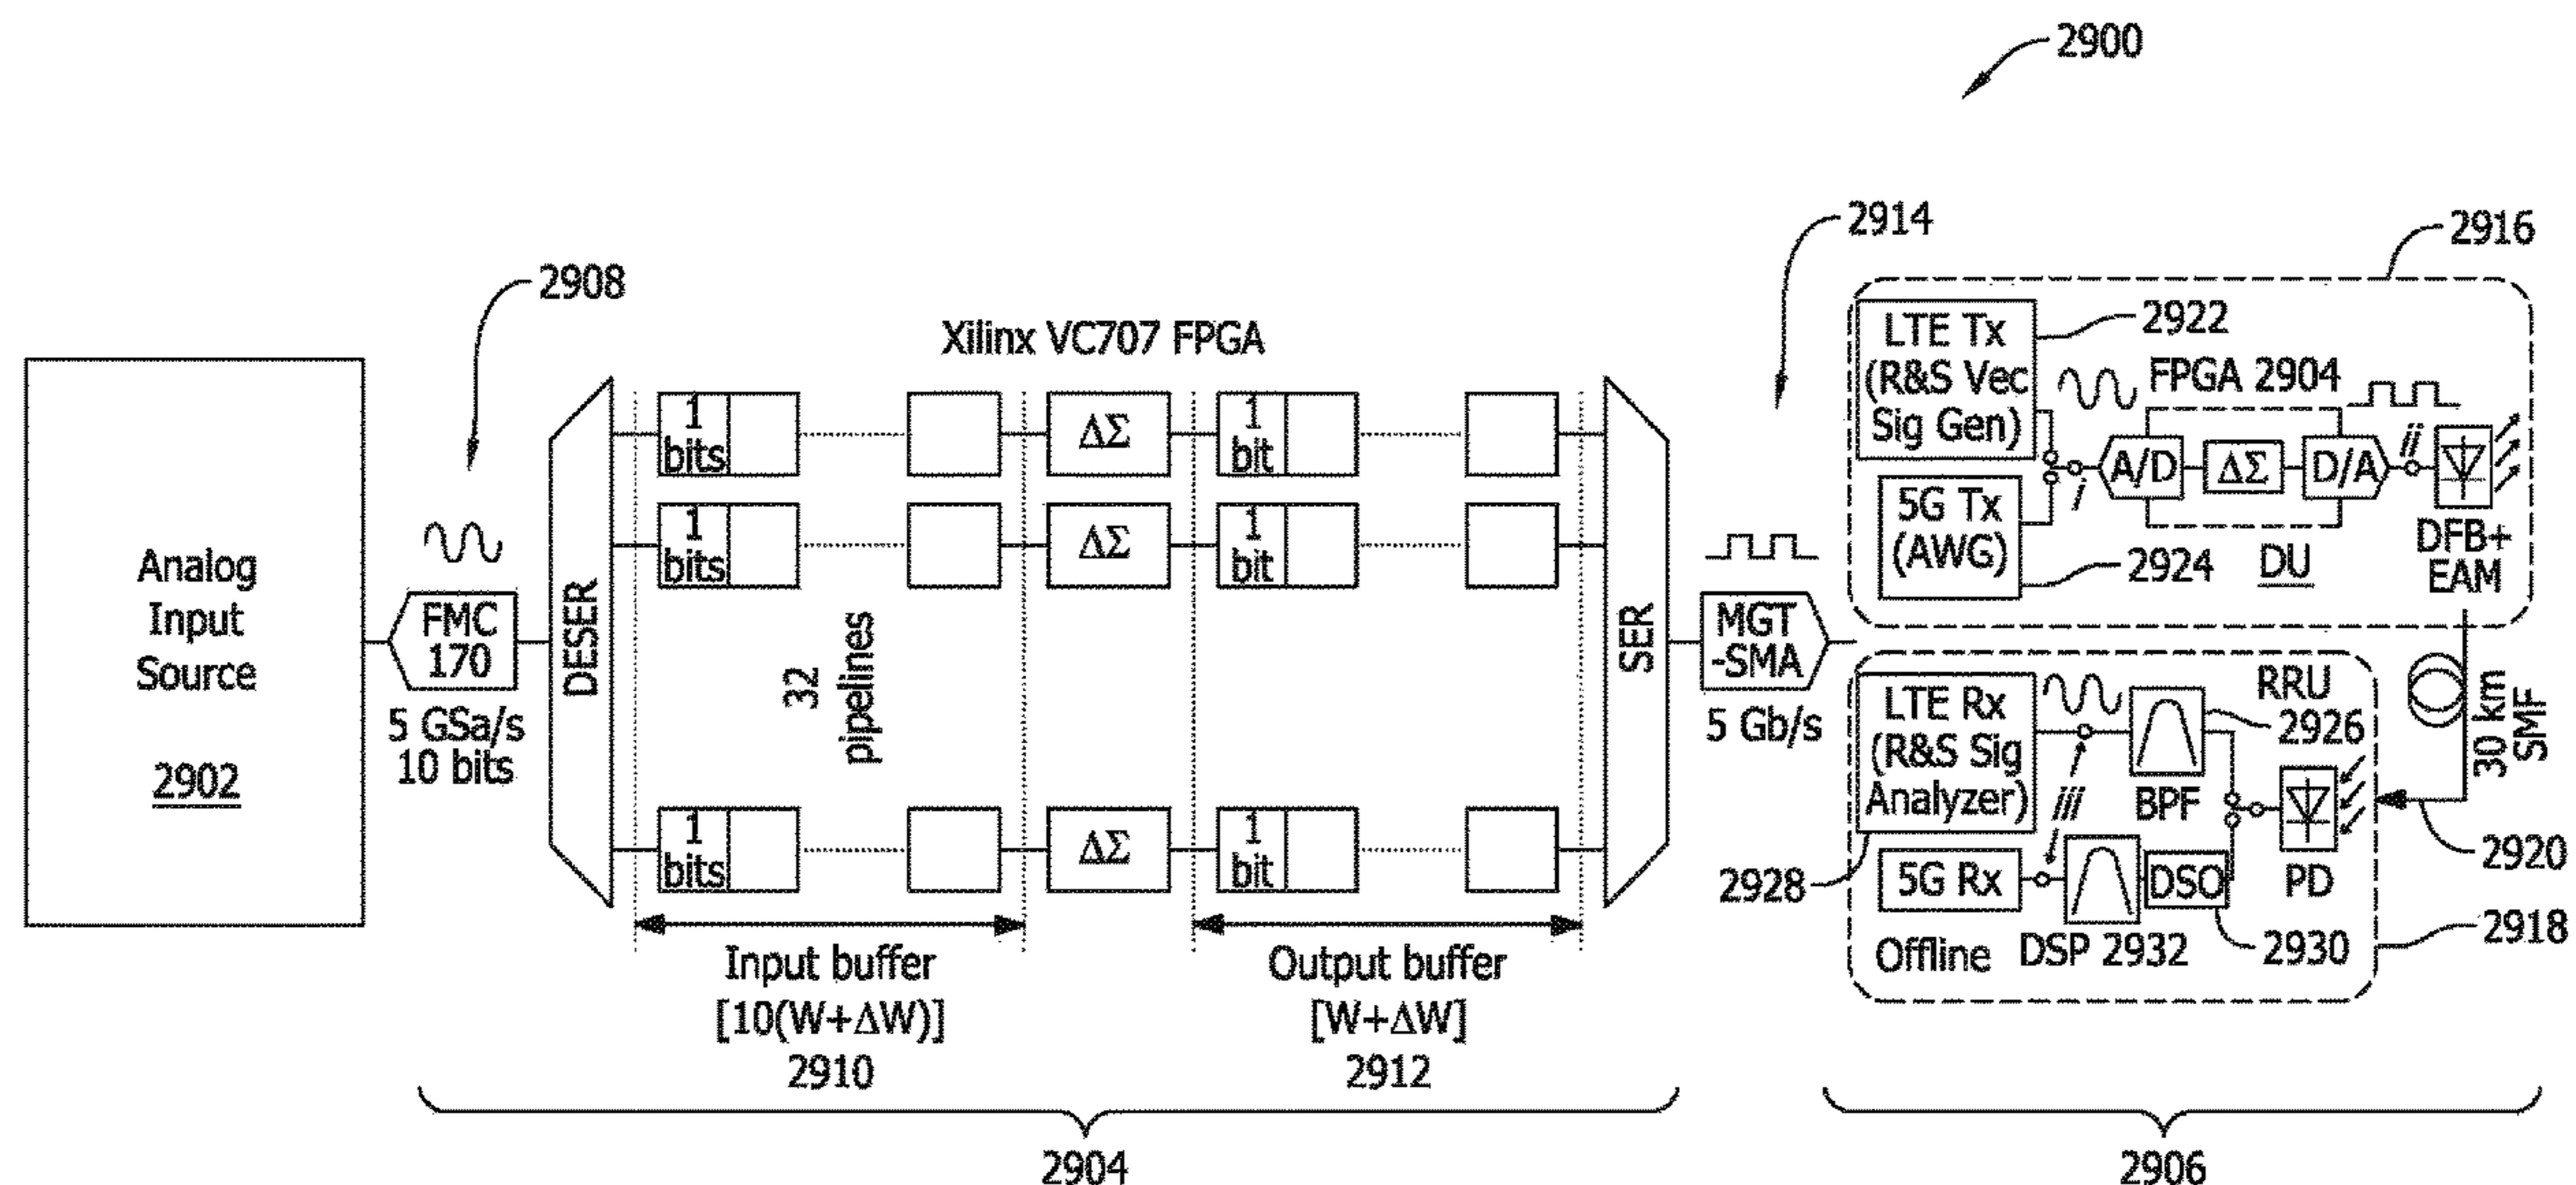 2900
2914
2916
2908
Xilinx VC707 FPGA
Analog
Input
Source
2902
FMC
170
5 GSa/s
10 bits
DESER
1
bits
ΔΣ
1
bit
1
bits
ΔΣ
1
bit
32
pipelines
1
bits
ΔΣ
1
bit
SER
MGT
-SMA
5 Gb/s
Input buffer
[10(W+ΔW)]
2910
Output buffer
[W+ΔW]
2912
2904
LTE Tx
(R&S Vec
Sig Gen)
2922
FPGA 2904
i
A/D
ΔΣ
D/A
ii
5G Tx
(AWG)
2924
DU
DFB+
EAM
30 km
SMF
LTE Rx
(R&S Sig
Analyzer)
RRU
2926
iii
BPF
PD
2920
2928
5G Rx
DSO
Offline
DSP 2932
2930
2918
2906